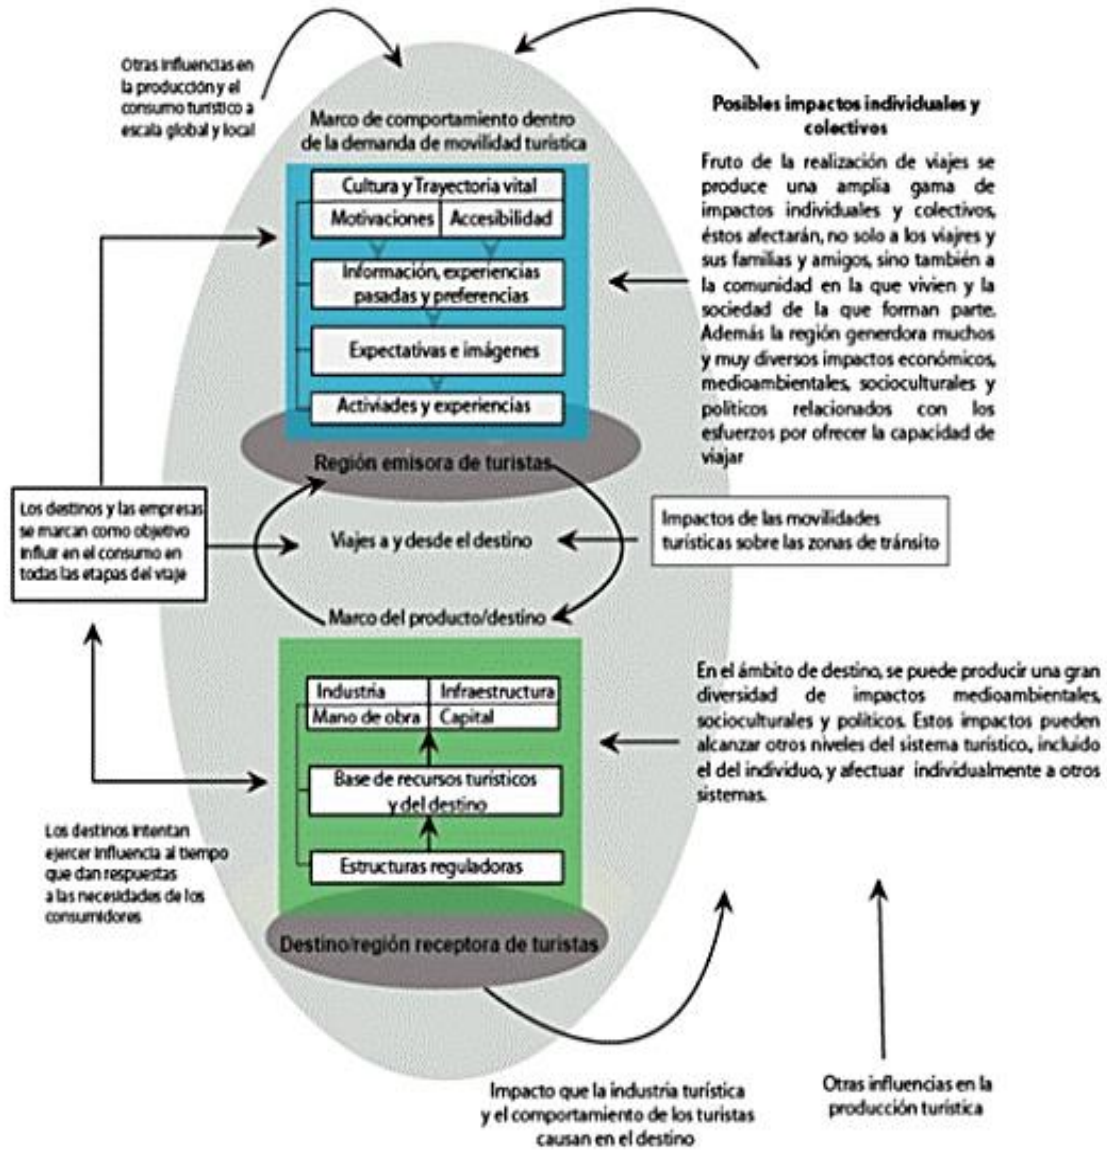 Otras influencias en
la producción y el
consumo turístico a
escala global y local
Marco de comportamiento dentro
de la demanda de movilidad turística
Cultura y Trayectoria vital
Motivaciones
Accesibilidad
Información, experiencias
pasadas y preferencias
Expectativas e imágenes
Activiades y experiencias
Región emisora de turistas
Posibles impactos individuales y
colectivos
Fruto de la realización de viajes se
produce una amplia gama de
impactos individuales y colectivos,
éstos afectarán, no solo a los viajres y
sus familias y amigos, sino también a
la comunidad en la que vivien y la
sociedad de la que forman parte.
Además la región generdora muchos
y muy diversos impactos económicos,
medioambientales, socioculturales y
políticos relacionados con los
esfuerzos por ofrecer la capacidad de
viajar
Los destinos y las empresas
se marcan como objetivo
influir en el consumo en
todas las etapas del viaje
Viajes a y desde el destino
Impactos de las movilidades
turísticas sobre las zonas de tránsito
Marco del producto/destino
Industria
Infraestructura
Mano de obra
Capital
Base de recursos turísticos
y del destino
Estructuras reguladoras
Destino/región receptora de turistas
En el ámbito de destino, se puede producir una gran
diversidad de impactos medioambientales,
socioculturales y políticos. Estos impactos pueden
alcanzar otros niveles del sistema turístico, incluido
el del individuo, y afectuar individualmente a otros
sistemas.
Los destinos intentan
ejercer influencia al tiempo
que dan respuestas
a las necesidades de los
consumidores
Impacto que la industria turística
y el comportamiento de los turistas
causan en el destino
Otras influencias en la
producción turística